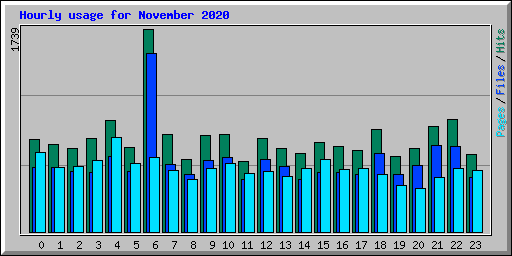 Hourly usage for November 2020
1739
Pages/Files/Hits
0 1 2 3 4 5 6 7 8 9 10 11 12 13 14 15 16 17 18 19 20 21 22 23